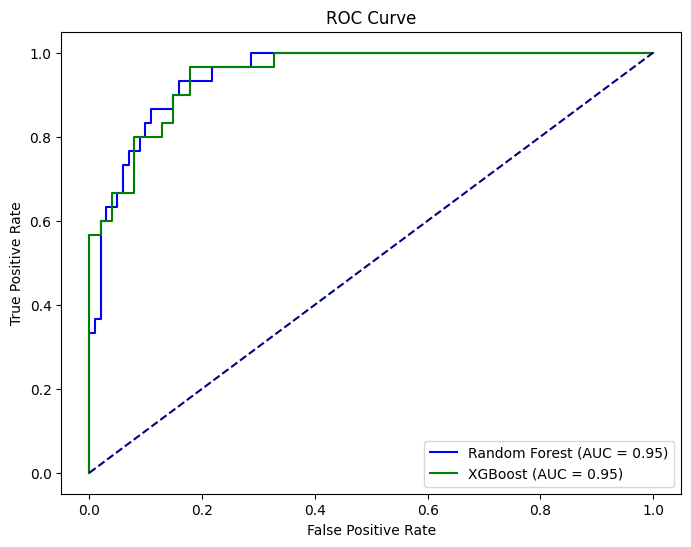 ROC Curve
True Positive Rate
1.0
0.8
0.6
0.4
0.2
0.0
0.0 0.2 0.4 0.6 0.8 1.0
False Positive Rate
Random Forest (AUC = 0.95)
XGBoost (AUC = 0.95)